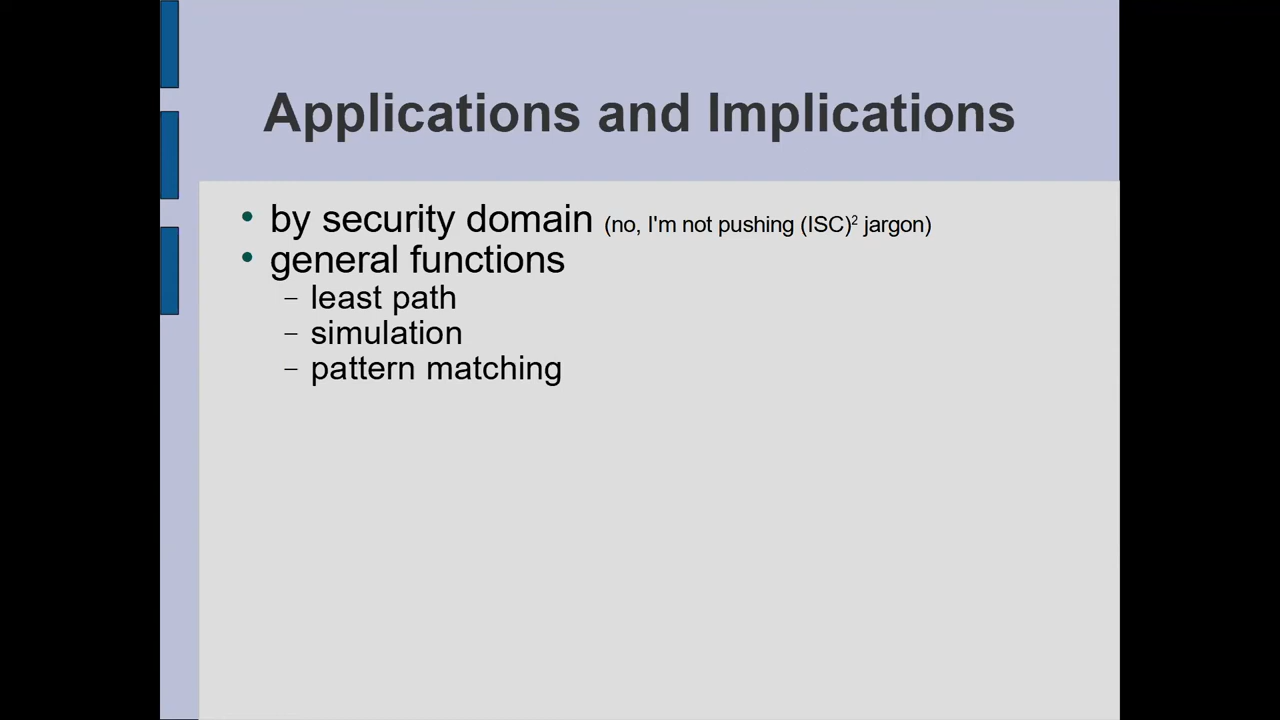 Applications and Implications
• by security domain (no, I'm not pushing (ISC)² jargon)
• general functions
– least path
– simulation
– pattern matching